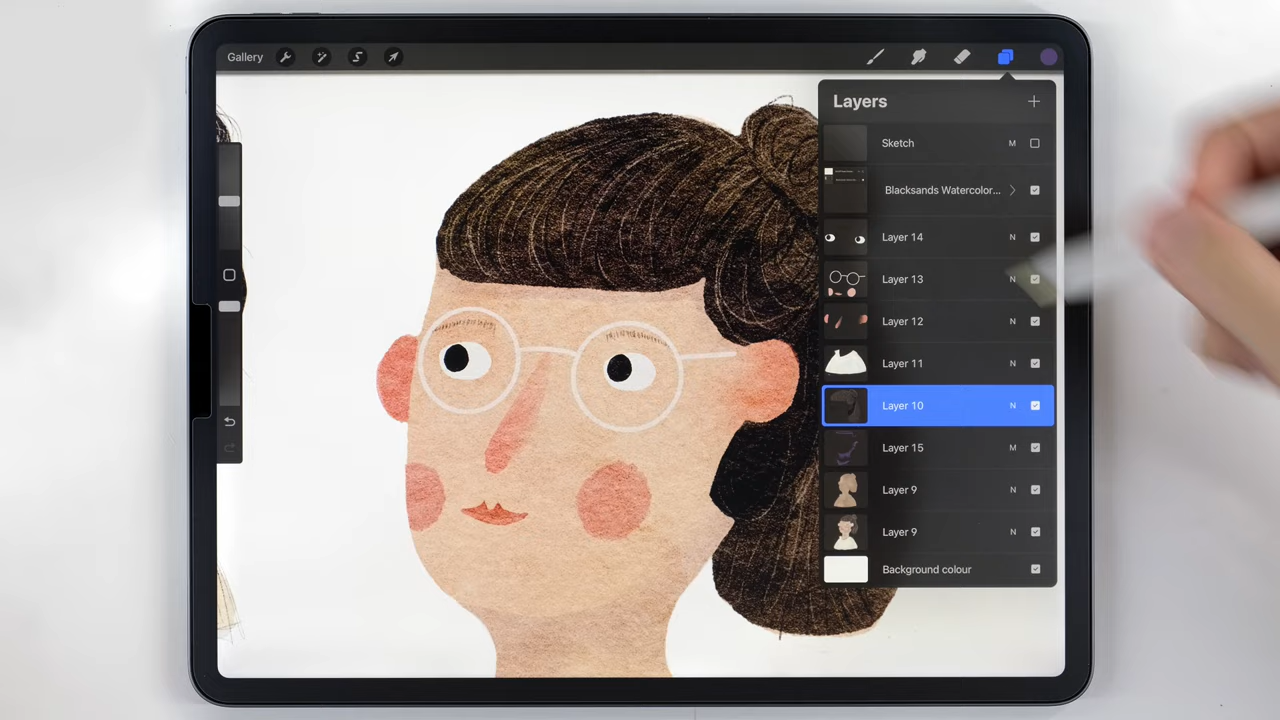 Gallery
Layers
Sketch M
Blacksands Watercolor...
Layer 14 N
Layer 13 N
Layer 12 N
Layer 11 N
Layer 10 N
Layer 15 M
Layer 9 N
Layer 9 N
Background colour